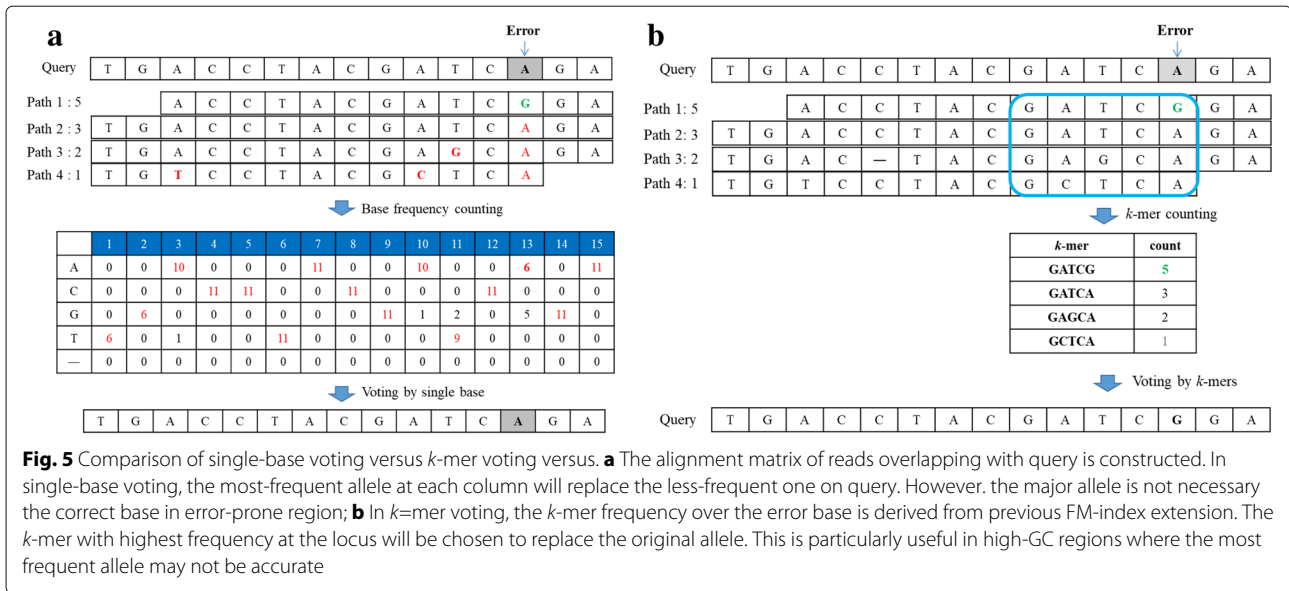 a
Error
Query T G A C C T A C G A T C A G A
Path 1 : 5 A C C T A C G A T C G G A
Path 2 : 3 T G A C C T A C G A T C A G A
Path 3 : 2 T G A C C T A C G A G C A G A
Path 4 : 1 T G T C C T A C G C T C A
Base frequency counting
1 2 3 4 5 6 7 8 9 10 11 12 13 14 15
A 0 0 10 0 0 0 11 0 0 10 0 0 6 0 11
C 0 0 0 11 11 0 0 11 0 0 0 11 0 0 0
G 0 6 0 0 0 0 0 0 11 1 2 0 5 11 0
T 6 0 1 0 0 11 0 0 0 0 9 0 0 0 0
— 0 0 0 0 0 0 0 0 0 0 0 0 0 0 0
Voting by single base
T G A C C T A C G A T C A G A
b
Error
Query T G A C C T A C G A T C A G A
Path 1: 5 A C C T A C G A T C G G A
Path 2: 3 T G A C C T A C G A T C A G A
Path 3: 2 T G A C — T A C G A G C A G A
Path 4: 1 T G T C C T A C G C T C A
k-mer counting
k-mer count
GATCG 5
GATCA 3
GAGCA 2
GCTCA 1
Voting by k-mers
Query T G A C C T A C G A T C G G A
Fig. 5 Comparison of single-base voting versus k-mer voting versus. a The alignment matrix of reads overlapping with query is constructed. In
single-base voting, the most-frequent allele at each column will replace the less-frequent one on query. However. the major allele is not necessary
the correct base in error-prone region; b In k=mer voting, the k-mer frequency over the error base is derived from previous FM-index extension. The
k-mer with highest frequency at the locus will be chosen to replace the original allele. This is particularly useful in high-GC regions where the most
frequent allele may not be accurate